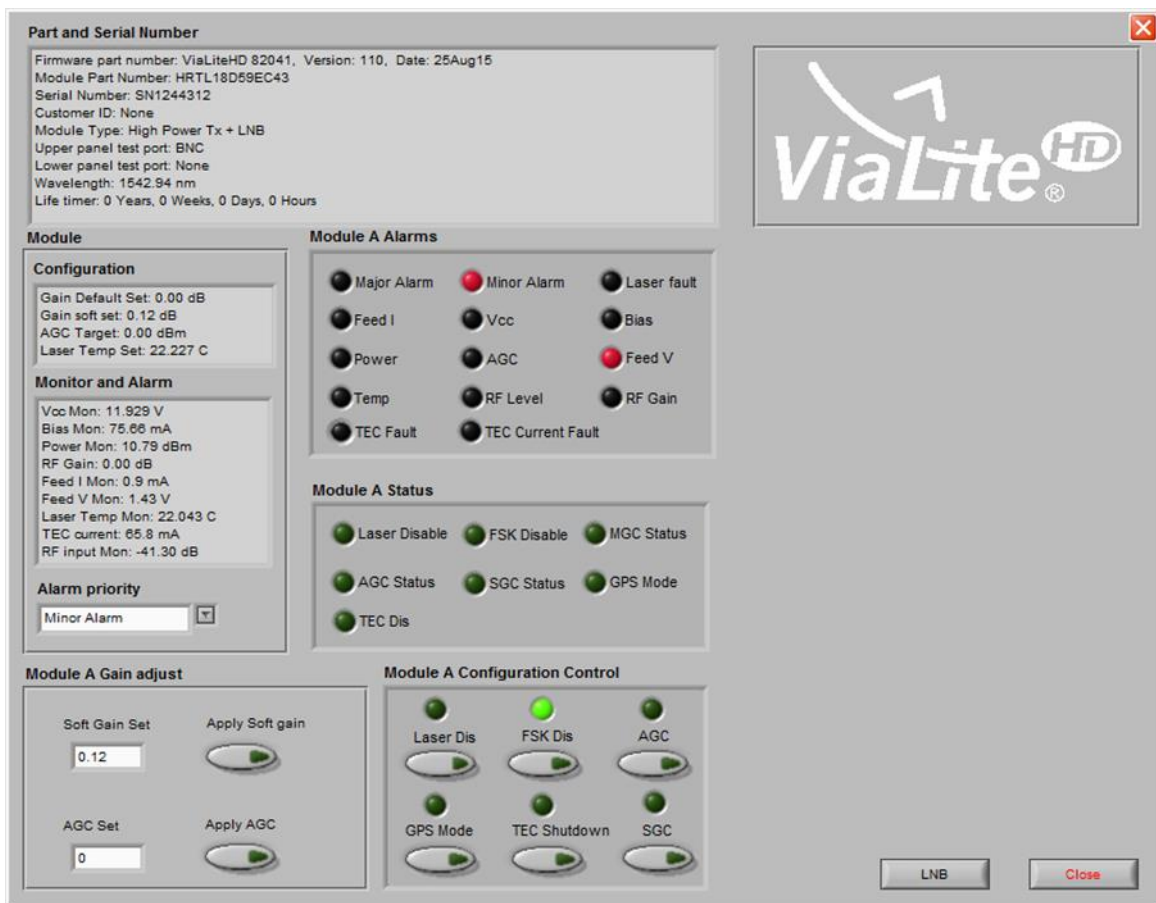 Part and Serial Number
Firmware part number: ViaLiteHD 82041, Version: 110, Date: 25Aug15
Module Part Number: HRTL18D59EC43
Serial Number: SN1244312
Customer ID: None
Module Type: High Power Tx + LNB
Upper panel test port: BNC
Lower panel test port: None
Wavelength: 1542.94 nm
Life timer: 0 Years, 0 Weeks, 0 Days, 0 Hours
ViaLite HD ®
Module
Configuration
Gain Default Set: 0.00 dB
Gain soft set: 0.12 dB
AGC Target: 0.00 dBm
Laser Temp Set: 22.227 C
Monitor and Alarm
Vcc Mon: 11.929 V
Bias Mon: 75.66 mA
Power Mon: 10.79 dBm
RF Gain: 0.00 dB
Feed I Mon: 0.9 mA
Feed V Mon: 1.43 V
Laser Temp Mon: 22.043 C
TEC current: 65.8 mA
RF input Mon: -41.30 dB
Alarm priority
Minor Alarm
Module A Alarms
Major Alarm Minor Alarm Laser fault
Feed I Vcc Bias
Power AGC Feed V
Temp RF Level RF Gain
TEC Fault TEC Current Fault
Module A Status
Laser Disable FSK Disable MGC Status
AGC Status SGC Status GPS Mode
TEC Dis
Module A Gain adjust
Soft Gain Set Apply Soft gain
0.12
AGC Set Apply AGC
0
Module A Configuration Control
Laser Dis FSK Dis AGC
GPS Mode TEC Shutdown SGC
LNB Close